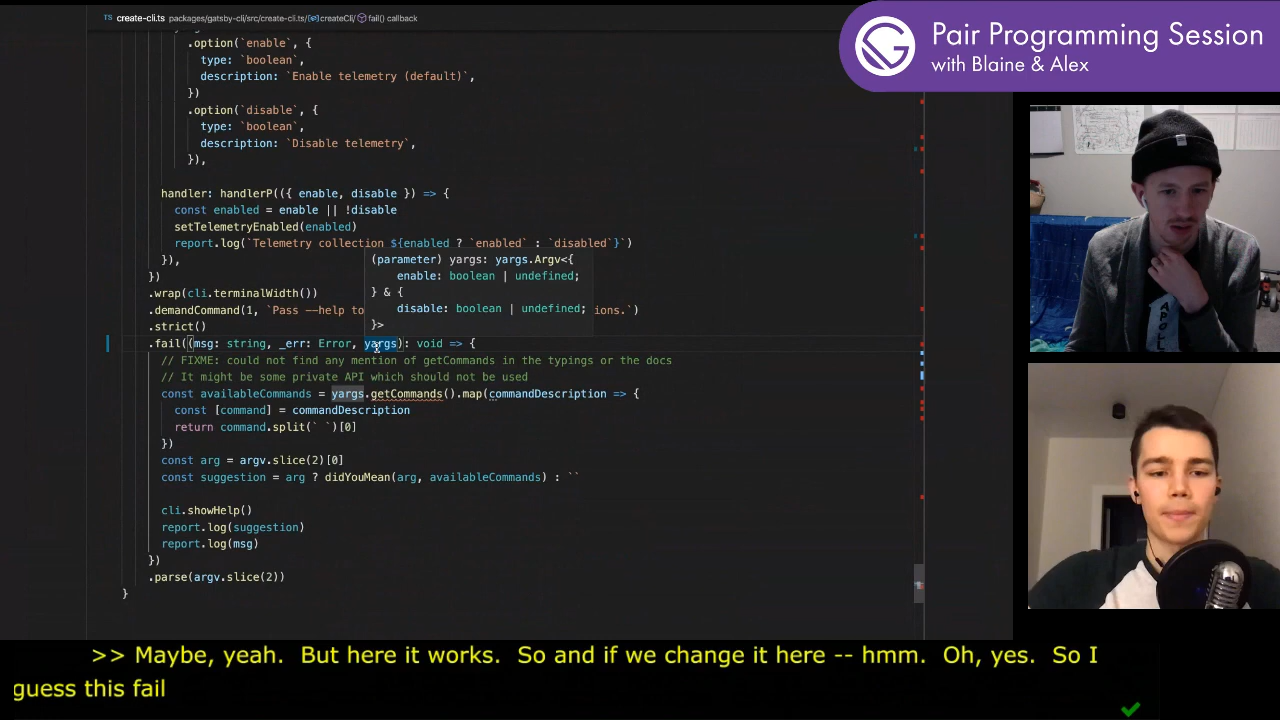 TS create-cli.ts packages/gatsby-cli/src/create-cli.ts/createCli/fail() callback
Pair Programming Session
with Blaine & Alex
.option(`enable`, {
type: `boolean`,
description: `Enable telemetry (default)`,
})
.option(`disable`, {
type: `boolean`,
description: `Disable telemetry`,
}),
handler: handlerP(({ enable, disable }) => {
const enabled = enable || !disable
setTelemetryEnabled(enabled)
report.log(`Telemetry collection ${enabled ? `enabled` : `disabled`}`)
}),
(parameter) yargs: yargs.Argv<{
enable: boolean | undefined;
} & {
disable: boolean | undefined;
}>
})
.wrap(cli.terminalWidth())
.demandCommand(1, `Pass --help to ions.`)
.strict()
.fail((msg: string, _err: Error, yargs): void => {
// FIXME: could not find any mention of getCommands in the typings or the docs
// It might be some private API which should not be used
const availableCommands = yargs.getCommands().map(commandDescription => {
const [command] = commandDescription
return command.split(` `)[0]
})
const arg = argv.slice(2)[0]
const suggestion = arg ? didYouMean(arg, availableCommands) : ``
cli.showHelp()
report.log(suggestion)
report.log(msg)
})
.parse(argv.slice(2))
}
APOLL
>> Maybe, yeah. But here it works. So and if we change it here -- hmm. Oh, yes. So I
guess this fail